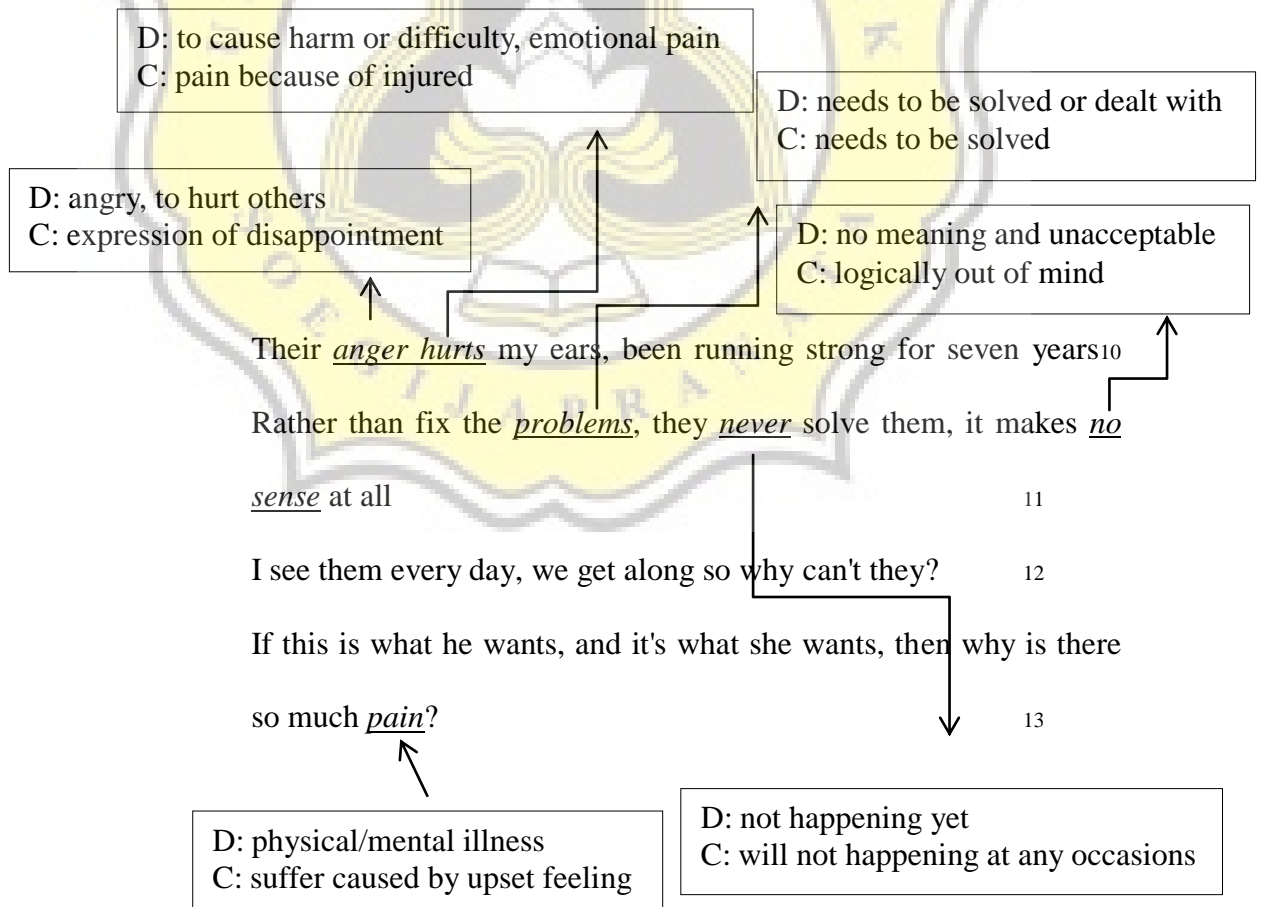 D: to cause harm or difficulty, emotional pain
C: pain because of injured
D: needs to be solved or dealt with
C: needs to be solved
D: angry, to hurt others
C: expression of disappointment
D: no meaning and unacceptable
C: logically out of mind
Their anger hurts my ears, been running strong for seven years10
Rather than fix the problems, they never solve them, it makes no
sense at all 11
I see them every day, we get along so why can't they? 12
If this is what he wants, and it's what she wants, then why is there
so much pain? 13
D: physical/mental illness
C: suffer caused by upset feeling
D: not happening yet
C: will not happening at any occasions